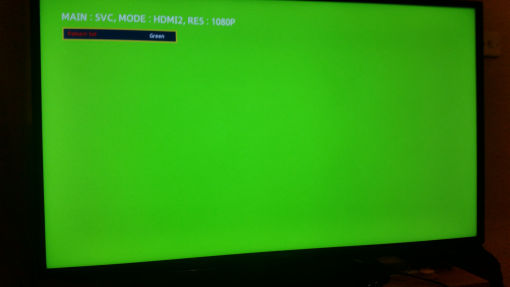 MAIN : SVC, MODE : HDMI2, RES : 1080P
Green